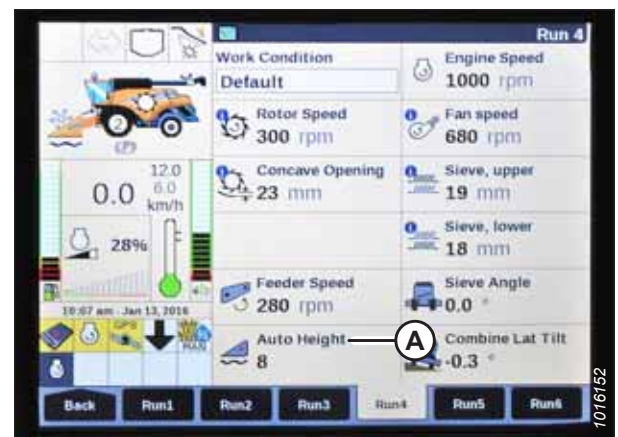 Run 4
Work Condition
Default
Engine Speed
1000 rpm
Rotor Speed
300 rpm
Fan speed
680 rpm
Concave Opening
23 mm
Sieve, upper
19 mm
Sieve, lower
18 mm
Feeder Speed
280 rpm
Sieve Angle
0.0 °
Auto Height
8
A
Combine Lat Tilt
-0.3 °
2
(P)
0.0
12.0
6.0
km/h
28%
10:07 am Jan 13, 2016
GPS
MAX
Back
Run1
Run2
Run3
Run4
Run5
Run6
1016152